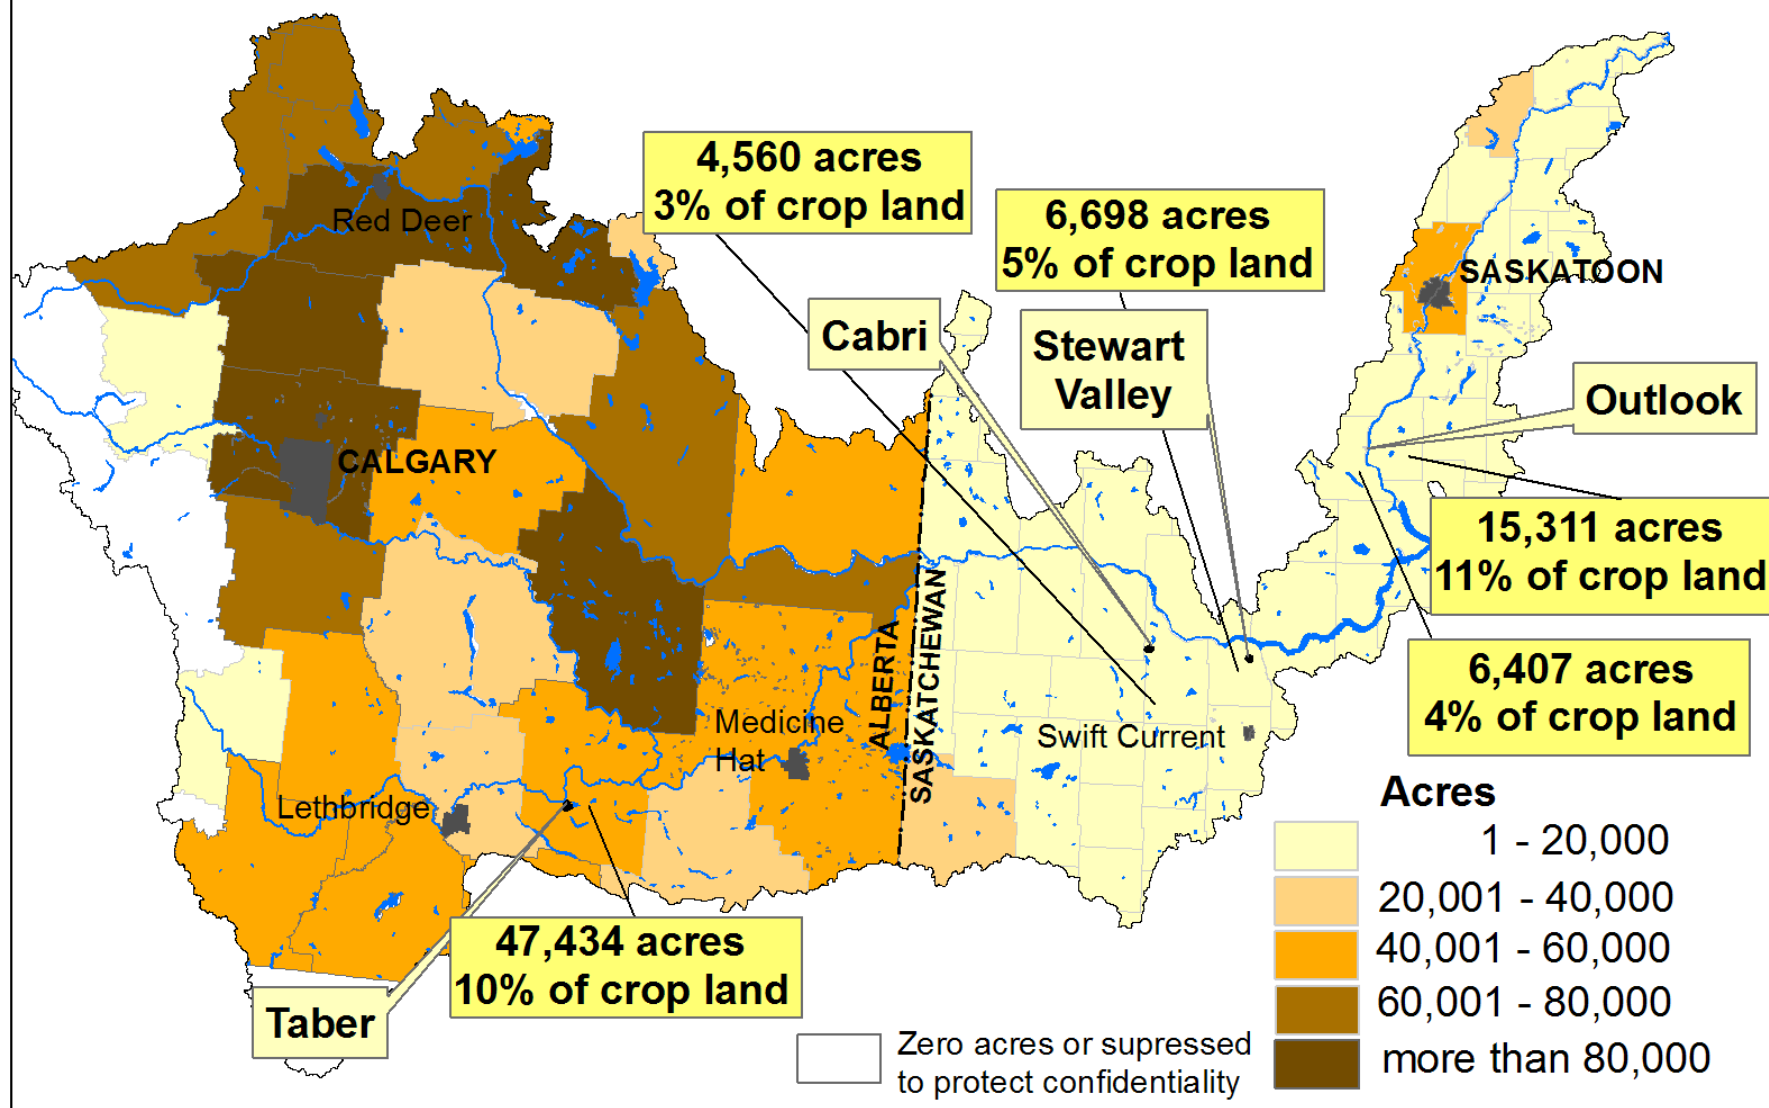 4,560 acres
3% of crop land
6,698 acres
5% of crop land
Red Deer
SASKATOON
Cabri
Stewart
Valley
Outlook
CALGARY
15,311 acres
11% of crop land
ALBERTA
SASKATCHEWAN
6,407 acres
4% of crop land
Medicine
Hat
Swift Current
Lethbridge
47,434 acres
10% of crop land
Taber
Acres
1 - 20,000
20,001 - 40,000
40,001 - 60,000
60,001 - 80,000
more than 80,000
Zero acres or supressed
to protect confidentiality